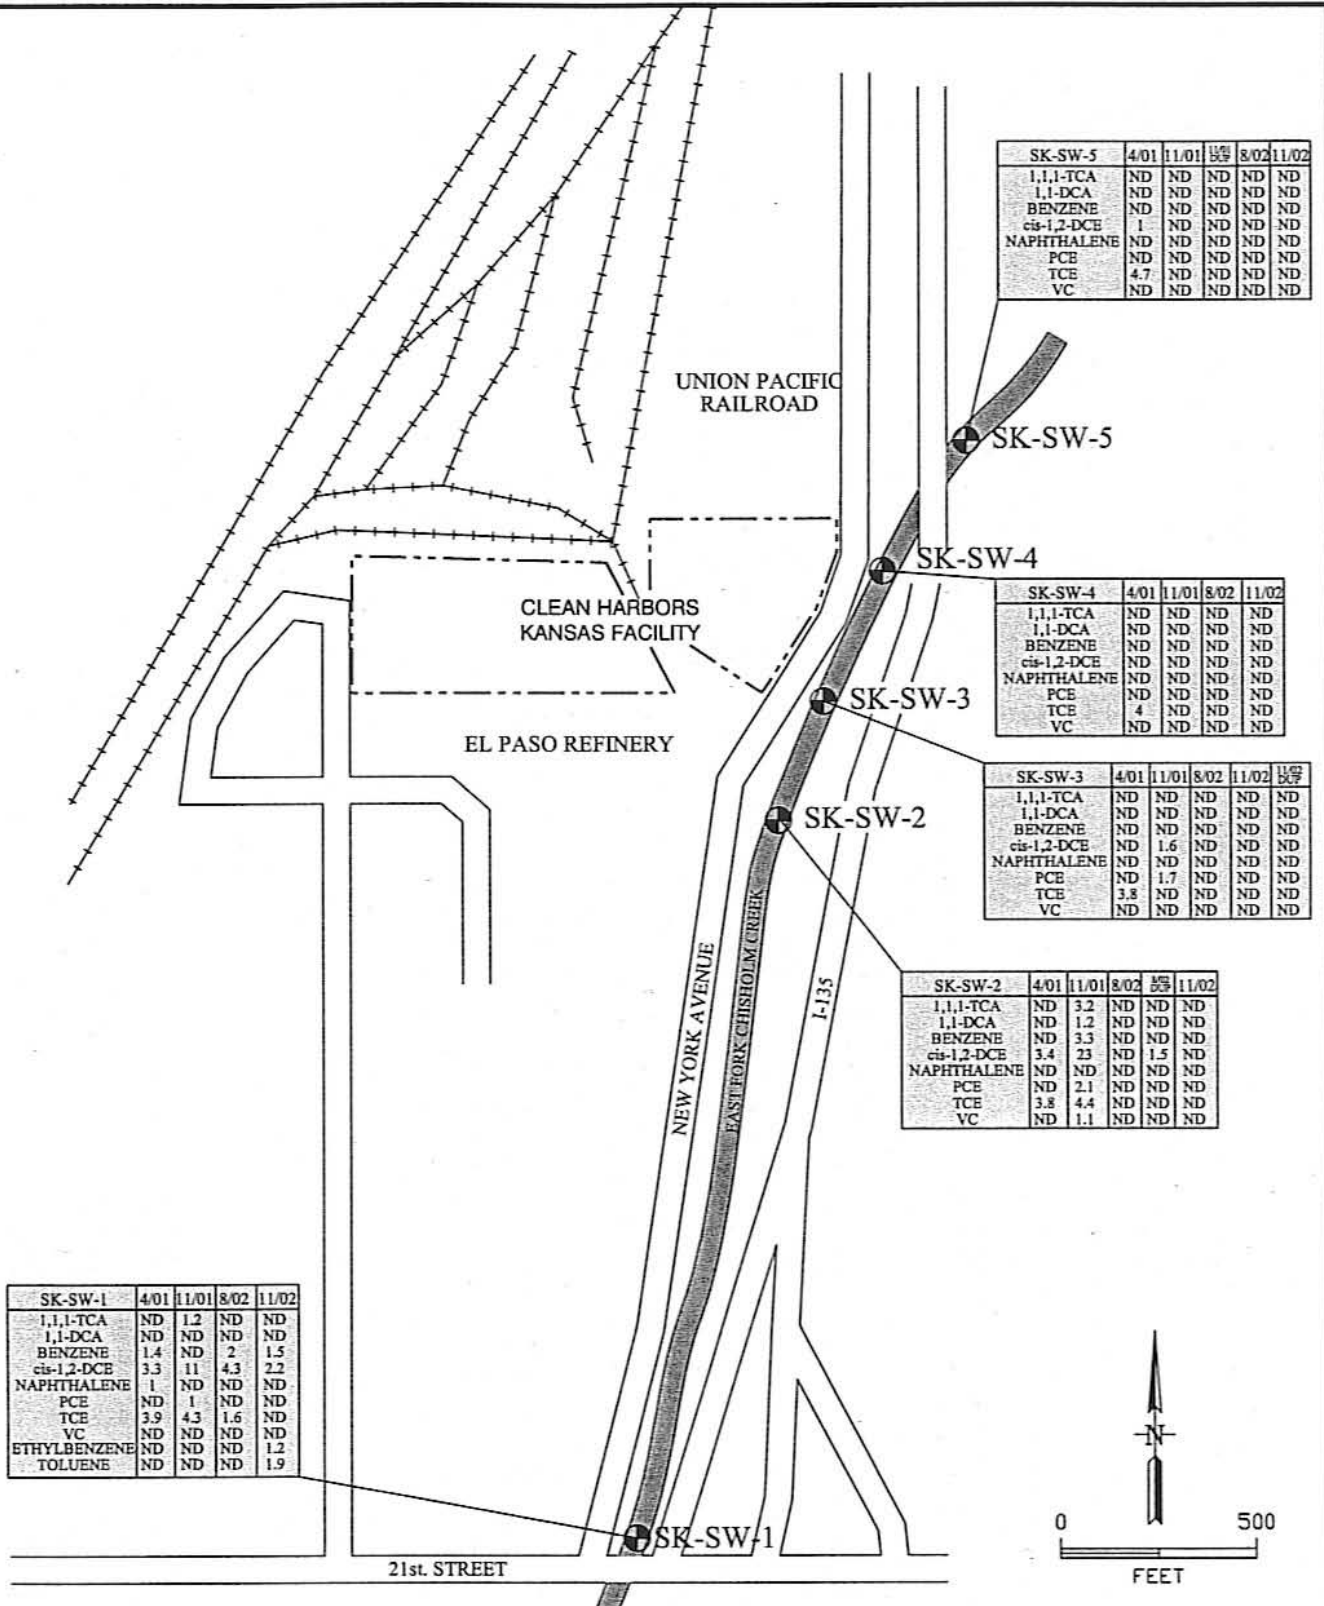 SK-SW-5 4/01 11/01 11/01 DUP 8/02 11/02
1,1,1-TCA ND ND ND ND ND
1,1-DCA ND ND ND ND ND
BENZENE ND ND ND ND ND
cis-1,2-DCE 1 ND ND ND ND
NAPHTHALENE ND ND ND ND ND
PCE ND ND ND ND ND
TCE 4.7 ND ND ND ND
VC ND ND ND ND ND
UNION PACIFIC
RAILROAD
SK-SW-5
SK-SW-4
CLEAN HARBORS
KANSAS FACILITY
SK-SW-4 4/01 11/01 8/02 11/02
1,1,1-TCA ND ND ND ND
1,1-DCA ND ND ND ND
BENZENE ND ND ND ND
cis-1,2-DCE ND ND ND ND
NAPHTHALENE ND ND ND ND
PCE ND ND ND ND
TCE 4 ND ND ND
VC ND ND ND ND
SK-SW-3
EL PASO REFINERY
SK-SW-3 4/01 11/01 8/02 11/02 11/02 DUP
1,1,1-TCA ND ND ND ND ND
1,1-DCA ND ND ND ND ND
BENZENE ND ND ND ND ND
cis-1,2-DCE ND 1.6 ND ND ND
NAPHTHALENE ND ND ND ND ND
PCE ND 1.7 ND ND ND
TCE 3.8 ND ND ND ND
VC ND ND ND ND ND
SK-SW-2
SK-SW-2 4/01 11/01 8/02 8/02 DUP 11/02
1,1,1-TCA ND 3.2 ND ND ND
1,1-DCA ND 1.2 ND ND ND
BENZENE ND 3.3 ND ND ND
cis-1,2-DCE 3.4 23 ND 1.5 ND
NAPHTHALENE ND ND ND ND ND
PCE ND 2.1 ND ND ND
TCE 3.8 4.4 ND ND ND
VC ND 1.1 ND ND ND
NEW YORK AVENUE
EAST FORK CHISHOLM CREEK
I-135
SK-SW-1 4/01 11/01 8/02 11/02
1,1,1-TCA ND 1.2 ND ND
1,1-DCA ND ND ND ND
BENZENE 1.4 ND 2 1.5
cis-1,2-DCE 3.3 11 4.3 2.2
NAPHTHALENE 1 ND ND ND
PCE ND 1 ND ND
TCE 3.9 4.3 1.6 ND
VC ND ND ND ND
ETHYLBENZENE ND ND ND 1.2
TOLUENE ND ND ND 1.9
SK-SW-1
21st. STREET
N
0 500
FEET